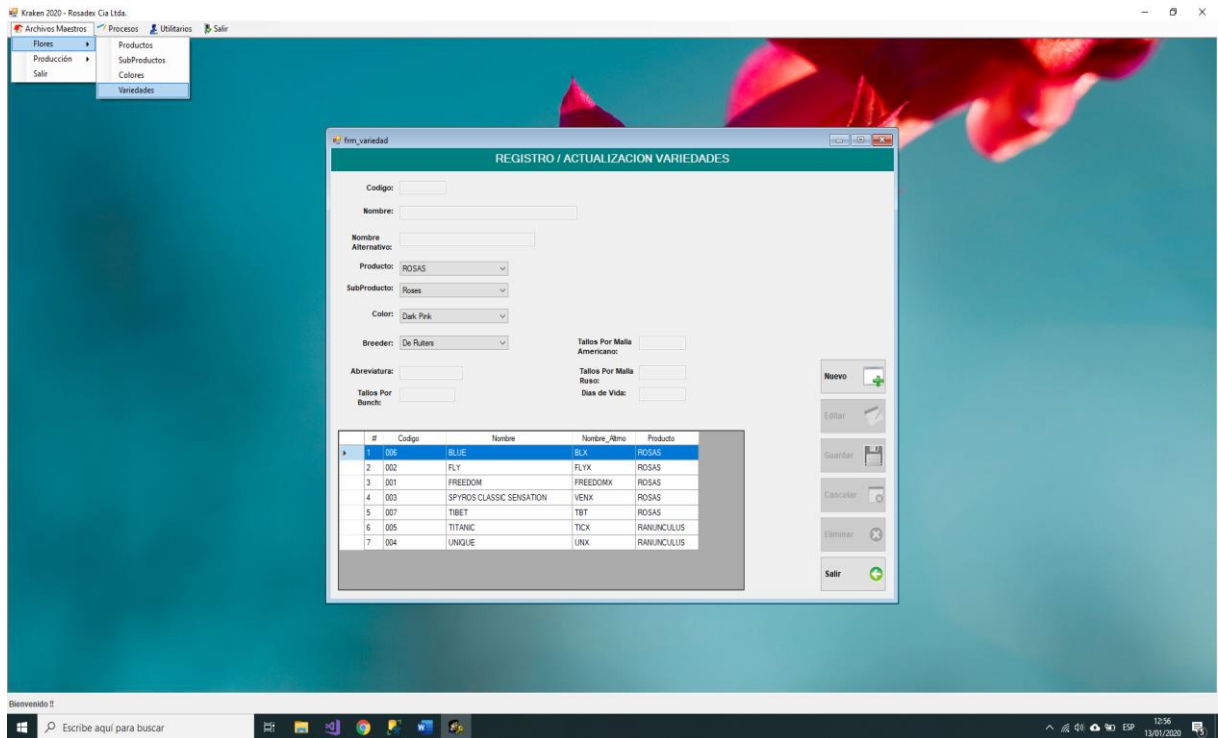 Kraken 2020 - Rosadex Cia Ltda.
Archivos Maestros Procesos Utilitarios Salir
Flores Productos
Producción SubProductos
Salir Colores
Variedades
frm_variedad
REGISTRO / ACTUALIZACION VARIEDADES
Codigo:
Nombre:
Nombre
Alternativo:
Producto: ROSAS
SubProducto: Roses
Color: Dark Pink
Breeder: De Ruiters Tallos Por Malla
Americano:
Abreviatura: Tallos Por Malla
Ruso:
Tallos Por Dias de Vida:
Bunch:
Nuevo
Editar
Guardar
Cancelar
Eliminar
Salir
# Codigo Nombre Nombre_Altrno Producto
1 006 BLUE BLX ROSAS
2 002 FLY FLYX ROSAS
3 001 FREEDOM FREEDOMX ROSAS
4 003 SPYROS CLASSIC SENSATION VENX ROSAS
5 007 TIBET TBT ROSAS
6 005 TITANIC TICX RANUNCULUS
7 004 UNIQUE UNX RANUNCULUS
Bienvenido !!
Escribe aquí para buscar
ESP 12:56
13/01/2020